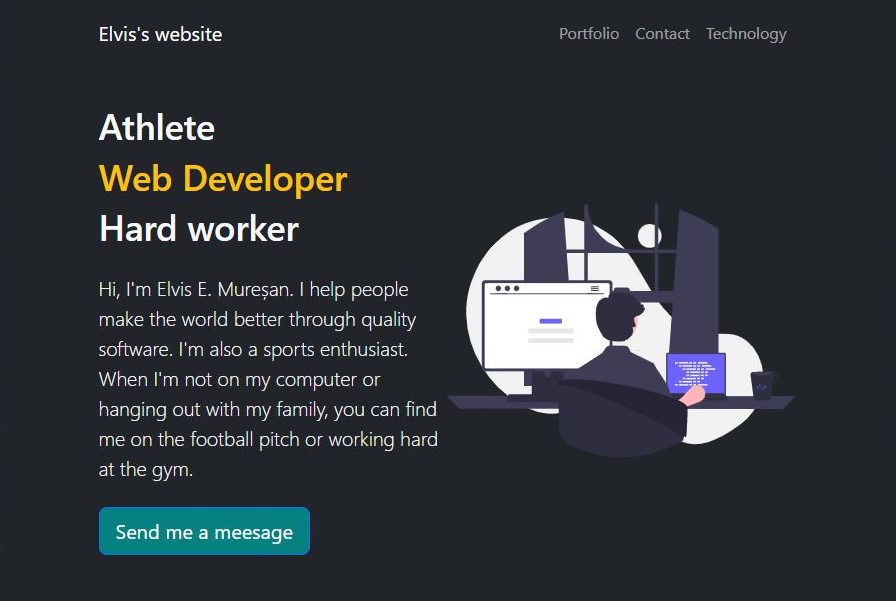 Elvis's website
Portfolio Contact Technology
Athlete
Web Developer
Hard worker
Hi, I'm Elvis E. Mureșan. I help people
make the world better through quality
software. I'm also a sports enthusiast.
When I'm not on my computer or
hanging out with my family, you can find
me on the football pitch or working hard
at the gym.
Send me a meesage